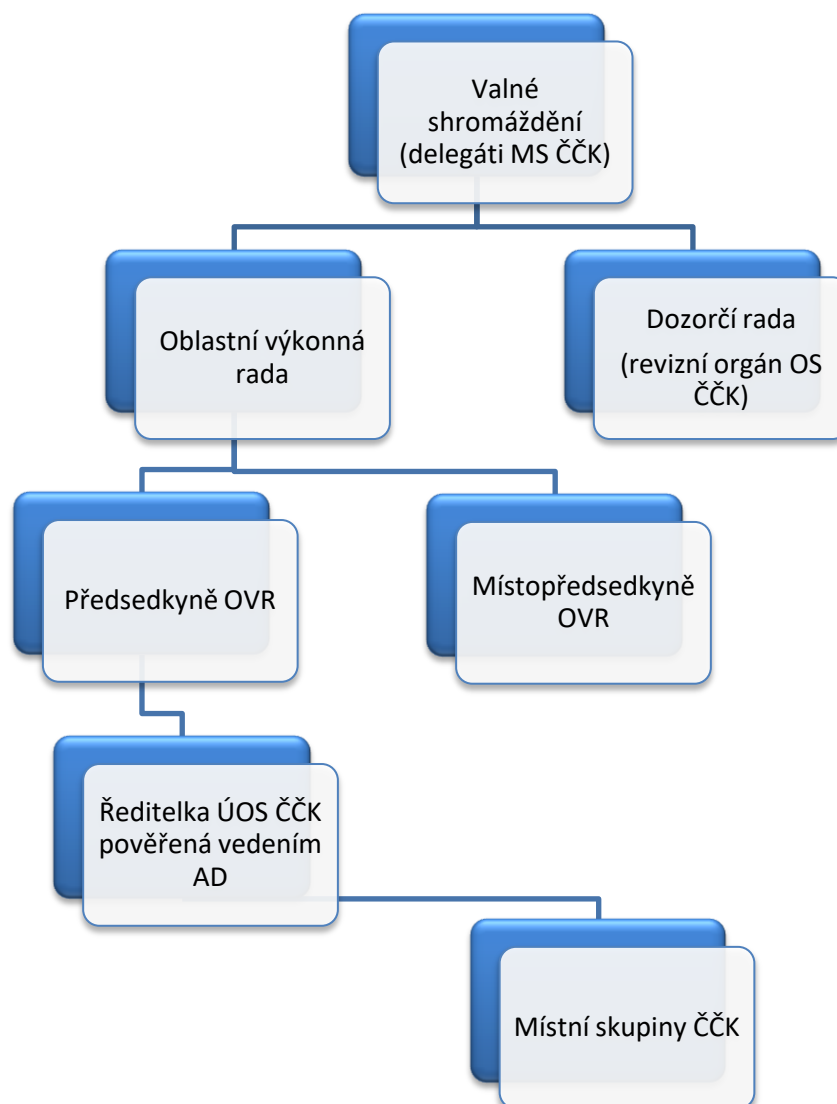 Valné
shromáždění
(delegáti MS ČČK)
Oblastní výkonná
rada
Dozorčí rada
(revizní orgán OS
ČČK)
Předsedkyně OVR
Místopředsedkyně
OVR
Ředitelka ÚOS ČČK
pověřená vedením
AD
Místní skupiny ČČK